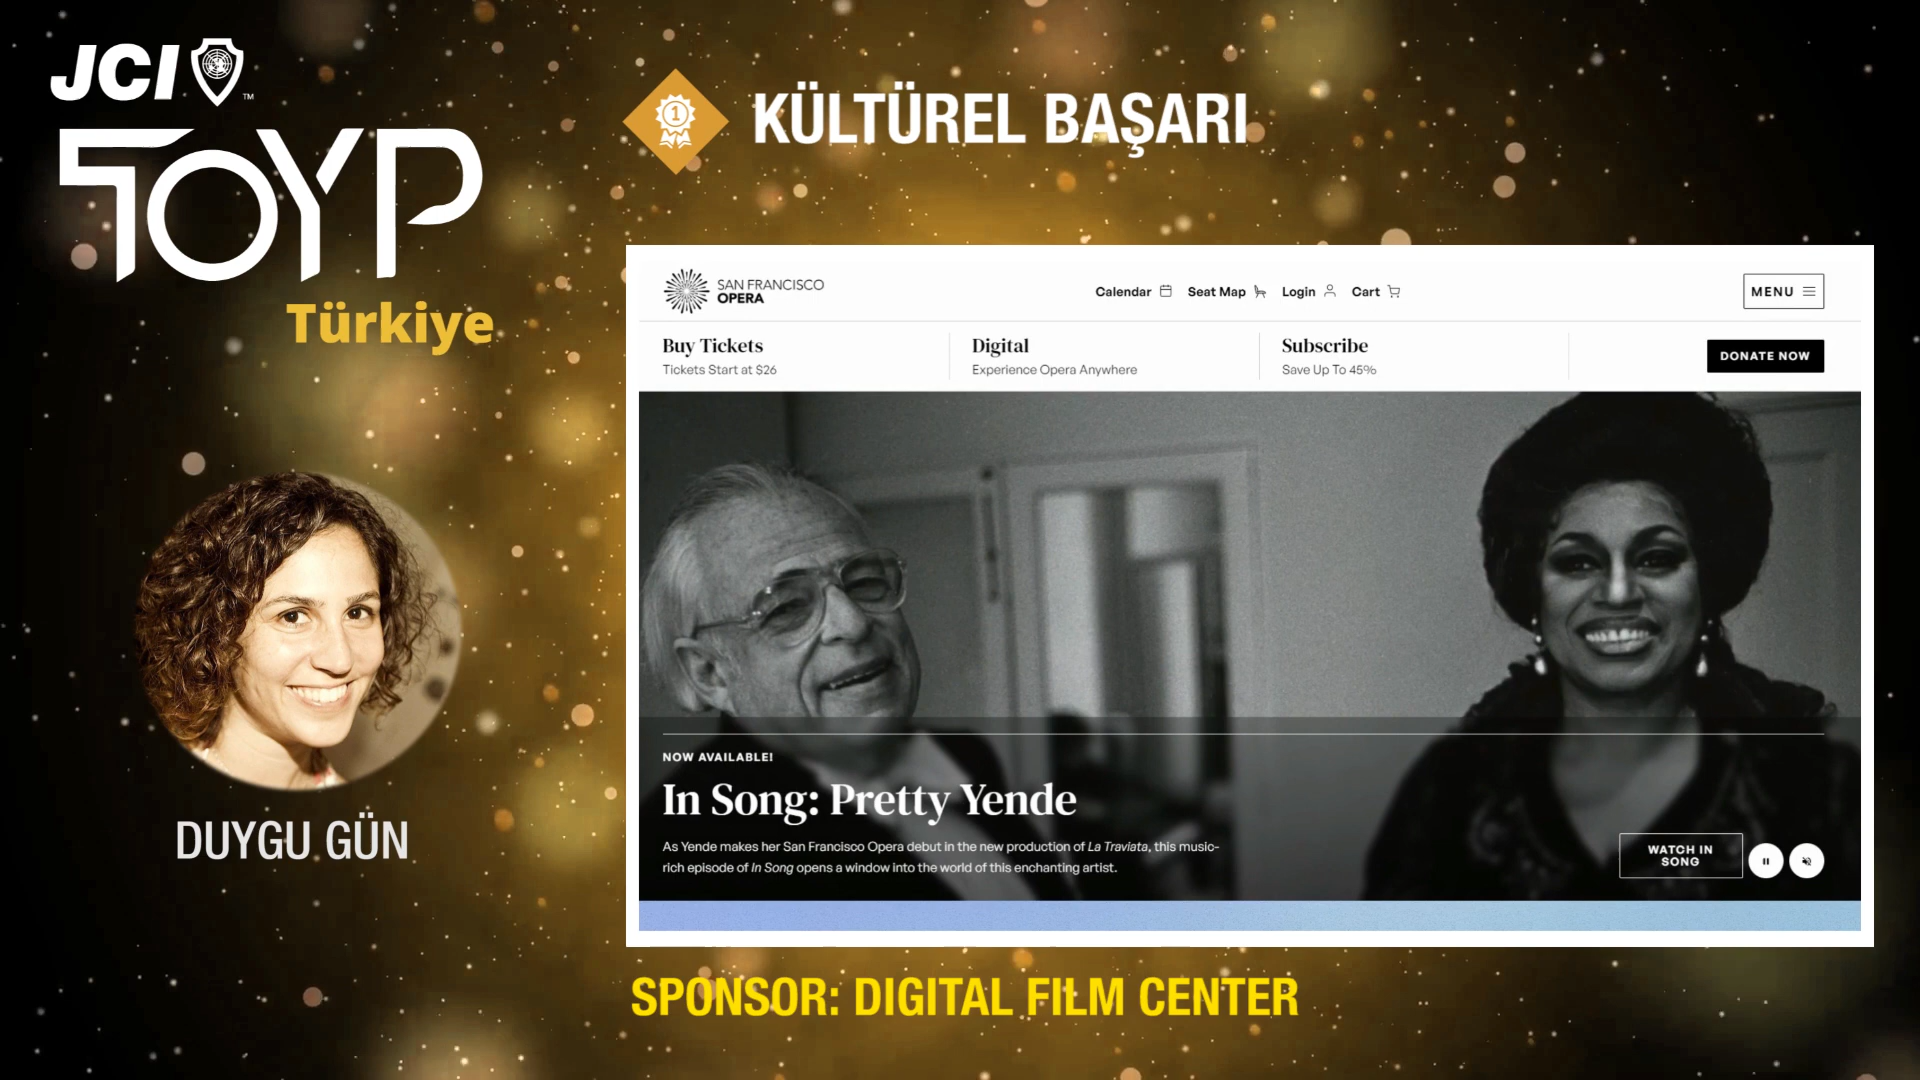 JCI TM
TOYP
Türkiye
1
KÜLTÜREL BAŞARI
SAN FRANCISCO
OPERA
Calendar Seat Map Login Cart
MENU
Buy Tickets
Tickets Start at $26
Digital
Experience Opera Anywhere
Subscribe
Save Up To 45%
DONATE NOW
NOW AVAILABLE!
In Song: Pretty Yende
As Yende makes her San Francisco Opera debut in the new production of La Traviata, this music-
rich episode of In Song opens a window into the world of this enchanting artist.
WATCH IN
SONG
DUYGU GÜN
SPONSOR: DIGITAL FILM CENTER